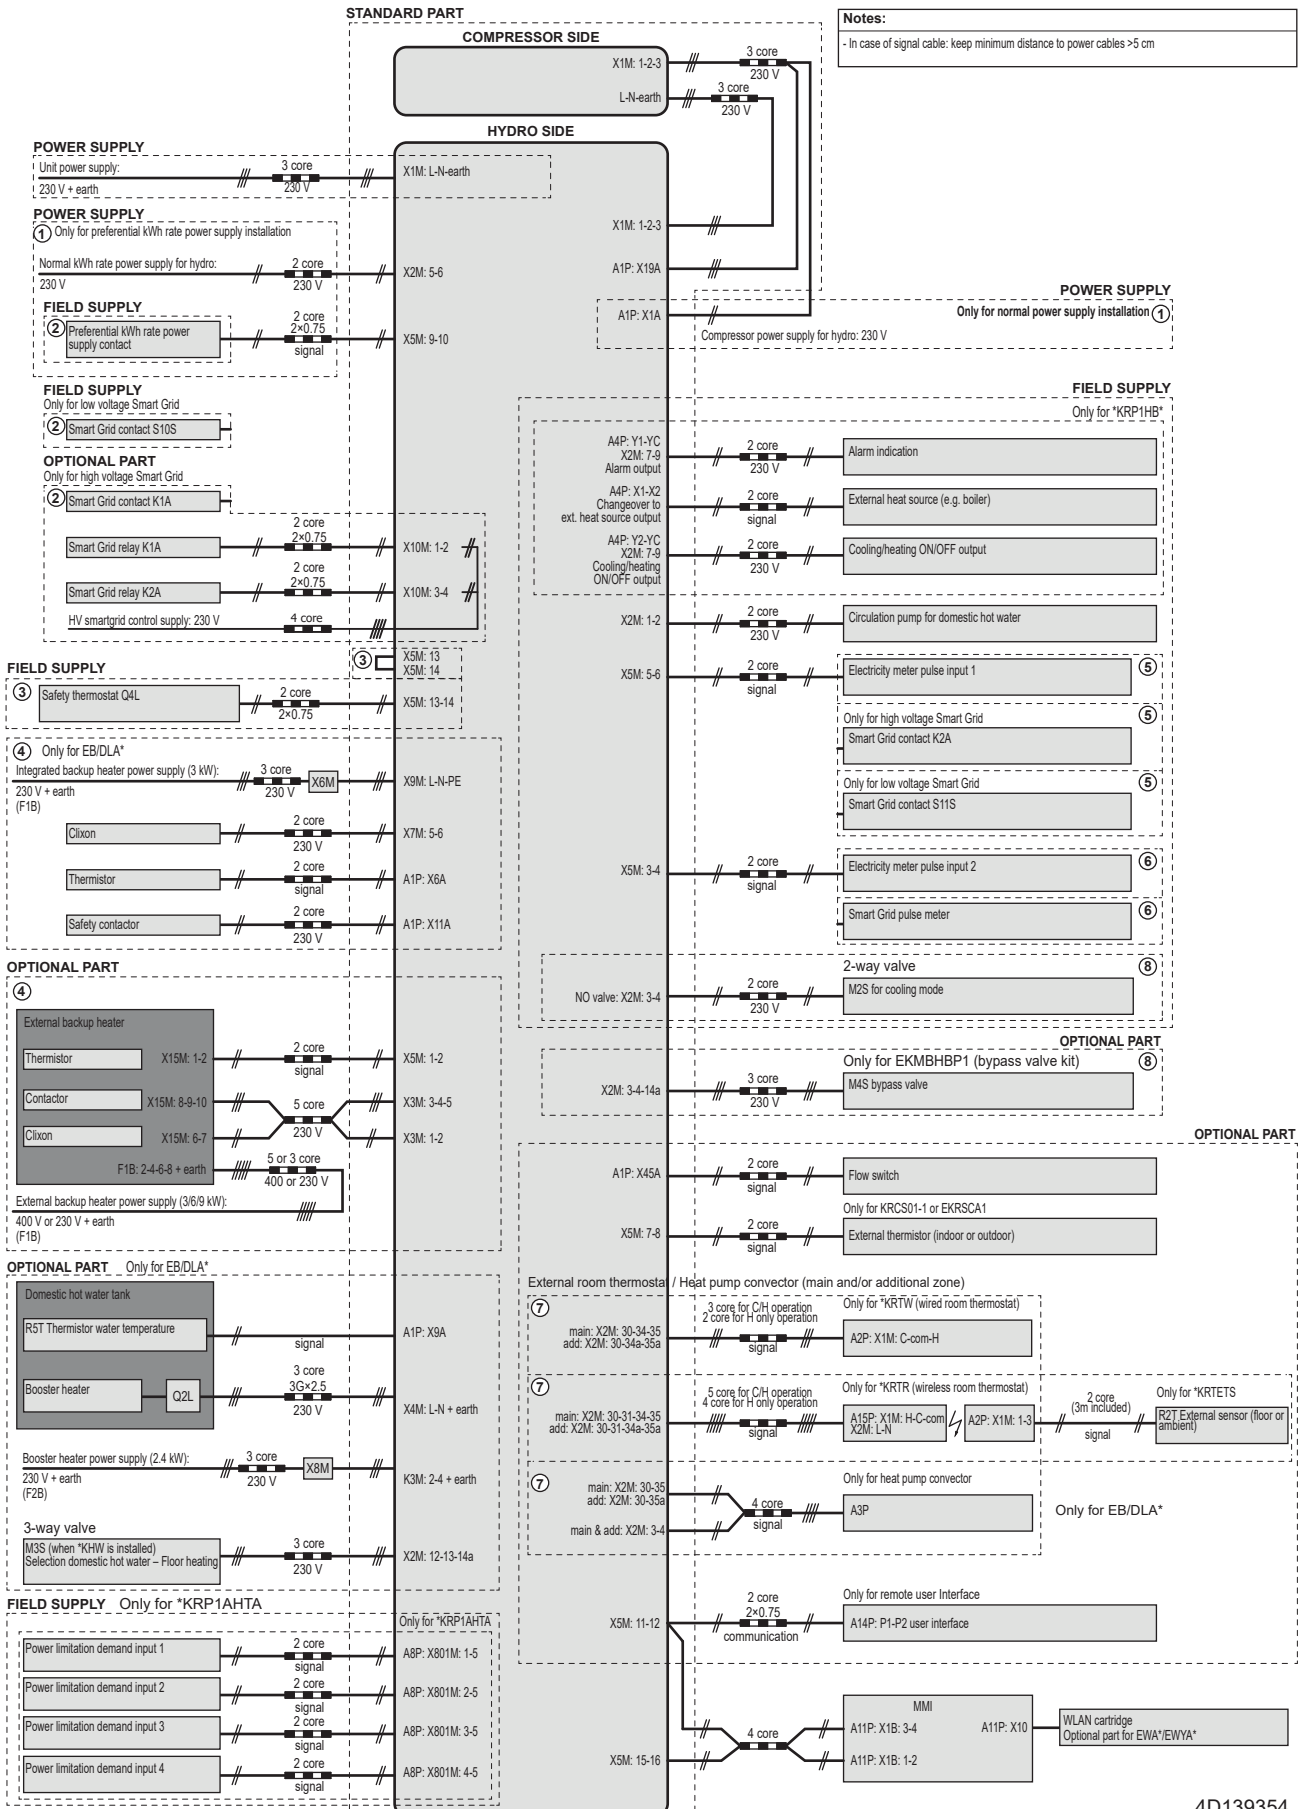 STANDARD PART
COMPRESSOR SIDE
X1M: 1-2-3
3 core
230 V
L-N-earth
3 core
230 V
Notes:
- In case of signal cable: keep minimum distance to power cables >5 cm
HYDRO SIDE
POWER SUPPLY
Unit power supply:
230 V + earth
3 core
230 V
X1M: L-N-earth
POWER SUPPLY
1 Only for preferential kWh rate power supply installation
Normal kWh rate power supply for hydro:
230 V
2 core
230 V
X2M: 5-6
FIELD SUPPLY
2 Preferential kWh rate power
supply contact
2 core
2×0.75
signal
X5M: 9-10
FIELD SUPPLY
Only for low voltage Smart Grid
2 Smart Grid contact S10S
OPTIONAL PART
Only for high voltage Smart Grid
2 Smart Grid contact K1A
Smart Grid relay K1A
2 core
2×0.75
X10M: 1-2
Smart Grid relay K2A
2 core
2×0.75
X10M: 3-4
HV smartgrid control supply: 230 V
4 core
3
X5M: 13
X5M: 14
FIELD SUPPLY
3 Safety thermostat Q4L
2 core
2×0.75
X5M: 13-14
4 Only for EB/DLA*
Integrated backup heater power supply (3 kW):
230 V + earth
(F1B)
3 core
230 V
X6M
X9M: L-N-PE
Clixon
2 core
230 V
X7M: 5-6
Thermistor
2 core
signal
A1P: X6A
Safety contactor
2 core
230 V
A1P: X11A
OPTIONAL PART
4
External backup heater
Thermistor
X15M: 1-2
2 core
signal
X5M: 1-2
Contactor
X15M: 8-9-10
5 core
230 V
X3M: 3-4-5
Clixon
X15M: 6-7
X3M: 1-2
F1B: 2-4-6-8 + earth
5 or 3 core
400 or 230 V
External backup heater power supply (3/6/9 kW):
400 V or 230 V + earth
(F1B)
OPTIONAL PART Only for EB/DLA*
Domestic hot water tank
R5T Thermistor water temperature
signal
A1P: X9A
Booster heater
Q2L
3 core
3G×2.5
230 V
X4M: L-N + earth
Booster heater power supply (2.4 kW):
230 V + earth
(F2B)
3 core
230 V
X8M
K3M: 2-4 + earth
3-way valve
M3S (when *KHW is installed)
Selection domestic hot water – Floor heating
3 core
230 V
X2M: 12-13-14a
FIELD SUPPLY Only for *KRP1AHTA
Only for *KRP1AHTA
Power limitation demand input 1
2 core
signal
A8P: X801M: 1-5
Power limitation demand input 2
2 core
signal
A8P: X801M: 2-5
Power limitation demand input 3
2 core
signal
A8P: X801M: 3-5
Power limitation demand input 4
2 core
signal
A8P: X801M: 4-5
X1M: 1-2-3
A1P: X19A
A1P: X1A
POWER SUPPLY
Only for normal power supply installation 1
Compressor power supply for hydro: 230 V
FIELD SUPPLY
Only for *KRP1HB*
A4P: Y1-YC
X2M: 7-9
Alarm output
2 core
230 V
Alarm indication
A4P: X1-X2
Changeover to
ext. heat source output
2 core
signal
External heat source (e.g. boiler)
A4P: Y2-YC
X2M: 7-9
Cooling/heating
ON/OFF output
2 core
230 V
Cooling/heating ON/OFF output
X2M: 1-2
2 core
230 V
Circulation pump for domestic hot water
X5M: 5-6
2 core
signal
Electricity meter pulse input 1
5
Only for high voltage Smart Grid
5
Smart Grid contact K2A
Only for low voltage Smart Grid
5
Smart Grid contact S11S
X5M: 3-4
2 core
signal
Electricity meter pulse input 2
6
Smart Grid pulse meter
6
2-way valve
8
NO valve: X2M: 3-4
2 core
230 V
M2S for cooling mode
OPTIONAL PART
Only for EKMBHBP1 (bypass valve kit)
8
X2M: 3-4-14a
3 core
230 V
M4S bypass valve
OPTIONAL PART
A1P: X45A
2 core
signal
Flow switch
Only for KRCS01-1 or EKRSCA1
X5M: 7-8
2 core
signal
External thermistor (indoor or outdoor)
External room thermostat / Heat pump convector (main and/or additional zone)
7
main: X2M: 30-34-35
add: X2M: 30-34a-35a
3 core for C/H operation
2 core for H only operation
signal
Only for *KRTW (wired room thermostat)
A2P: X1M: C-com-H
7
main: X2M: 30-31-34-35
add: X2M: 30-31-34a-35a
5 core for C/H operation
4 core for H only operation
signal
Only for *KRTR (wireless room thermostat)
A15P: X1M: H-C-com
X2M: L-N
A2P: X1M: 1-3
2 core
(3m included)
signal
Only for *KRTETS
R2T External sensor (floor or
ambient)
7
main: X2M: 30-35
add: X2M: 30-35a
main & add: X2M: 3-4
4 core
signal
Only for heat pump convector
A3P
Only for EB/DLA*
X5M: 11-12
2 core
2×0.75
communication
Only for remote user Interface
A14P: P1-P2 user interface
X5M: 15-16
4 core
MMI
A11P: X1B: 3-4
A11P: X1B: 1-2
A11P: X10
WLAN cartridge
Optional part for EWA*/EWYA*
4D139354